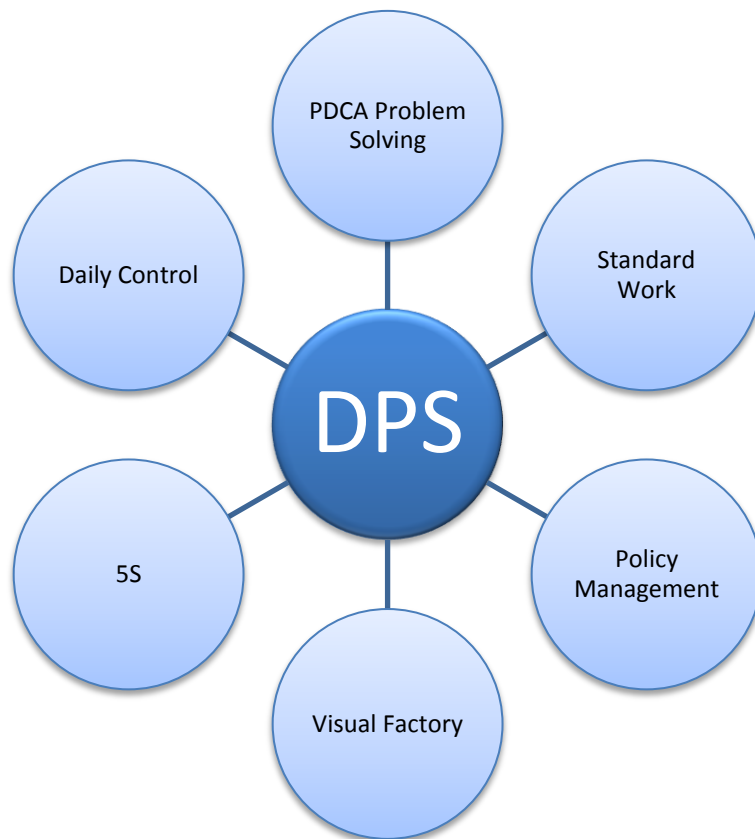 PDCA Problem
Solving
Daily Control
Standard
Work
DPS
5S
Policy
Management
Visual Factory